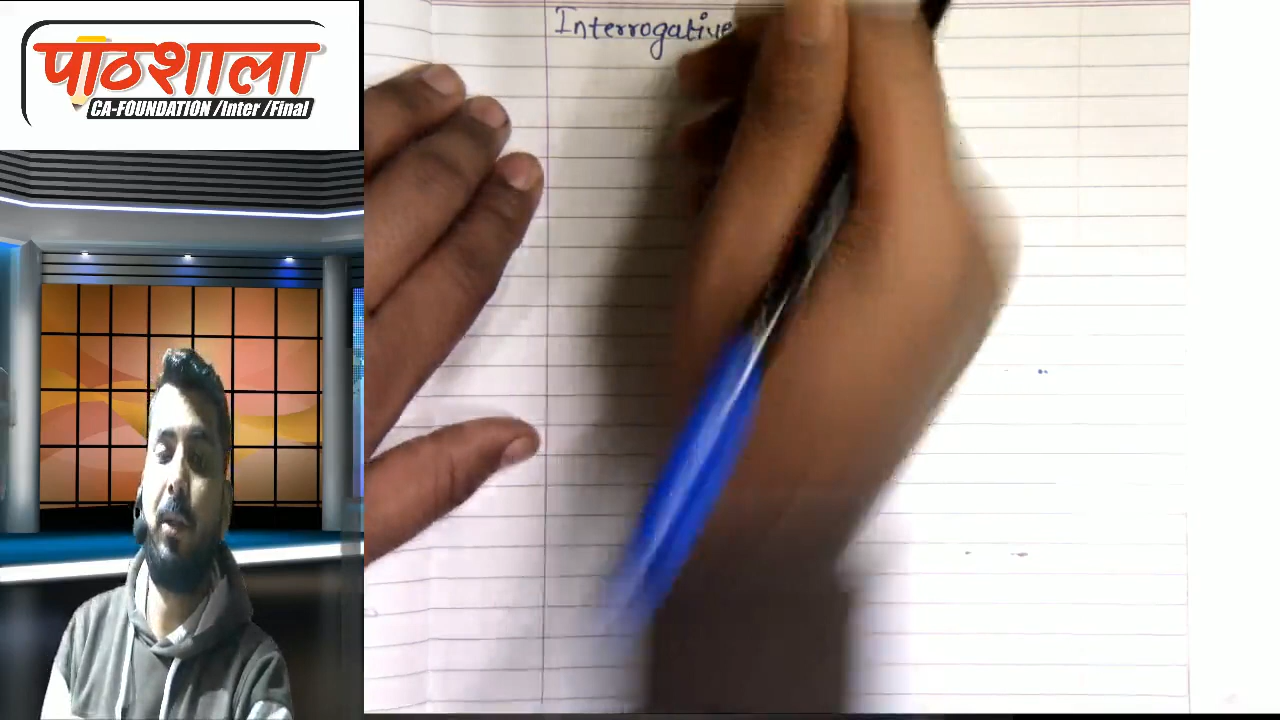 पाठशाला
CA-FOUNDATION /Inter /Final
Interrogative